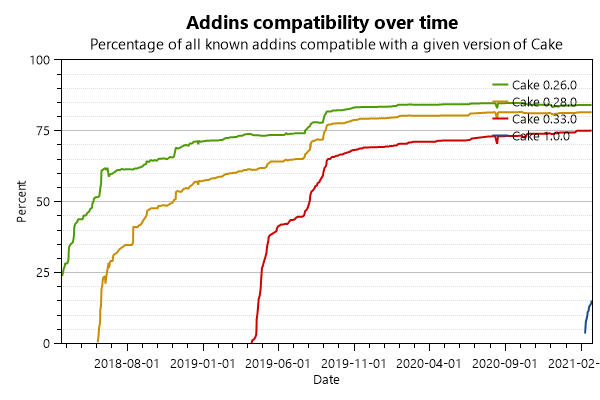 Addins compatibility over time
Percentage of all known addins compatible with a given version of Cake
100
75
50
25
0
Percent
Cake 0.26.0
Cake 0.28.0
Cake 0.33.0
Cake 1.0.0
2018-08-01 2019-01-01 2019-06-01 2019-11-01 2020-04-01 2020-09-01 2021-02-
Date